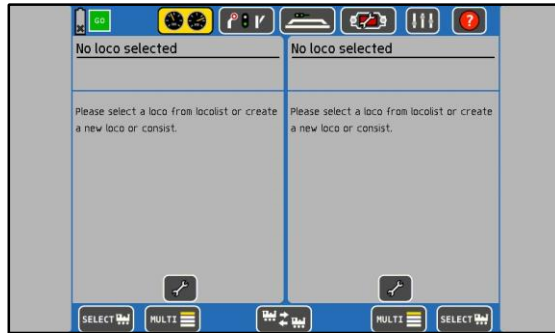 GO
No loco selected
Please select a loco from locolist or create
a new loco or consist.
No loco selected
Please select a loco from locolist or create
a new loco or consist.
SELECT
MULTI
MULTI
SELECT
?